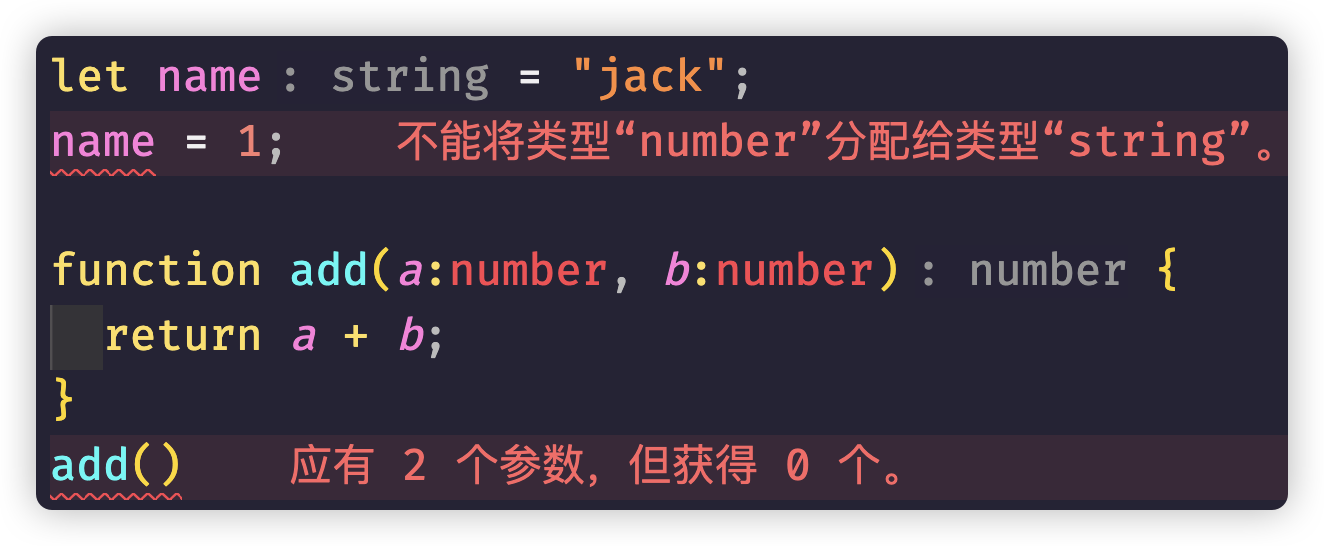 let name : string = "jack";
name = 1;    不能将类型“number”分配给类型“string”。
function add(a:number, b:number) : number {
return a + b;
}
add()    应有 2 个参数, 但获得 0 个。